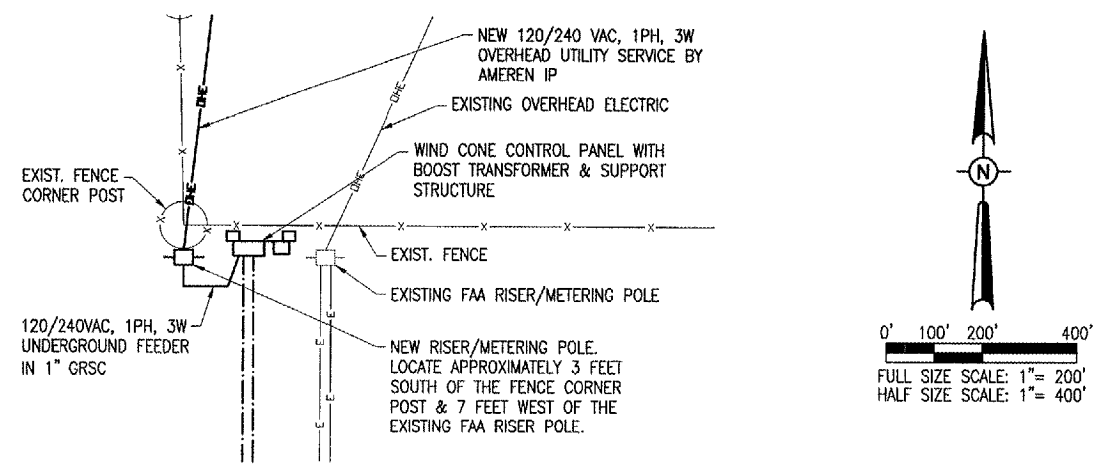 NEW 120/240 VAC, 1PH, 3W
OVERHEAD UTILITY SERVICE BY
AMEREN IP
EXISTING OVERHEAD ELECTRIC
WIND CONE CONTROL PANEL WITH
BOOST TRANSFORMER & SUPPORT
STRUCTURE
EXIST. FENCE
CORNER POST
OHE
OHE
OHE
OHE
X
X
X
X
X
X
X
X
X
EXIST. FENCE
EXISTING FAA RISER/METERING POLE
120/240VAC, 1PH, 3W
UNDERGROUND FEEDER
IN 1" GRSC
NEW RISER/METERING POLE.
LOCATE APPROXIMATELY 3 FEET
SOUTH OF THE FENCE CORNER
POST & 7 FEET WEST OF THE
EXISTING FAA RISER POLE.
E
E
E
E
N
0' 100' 200' 400'
FULL SIZE SCALE: 1"= 200'
HALF SIZE SCALE: 1"= 400'